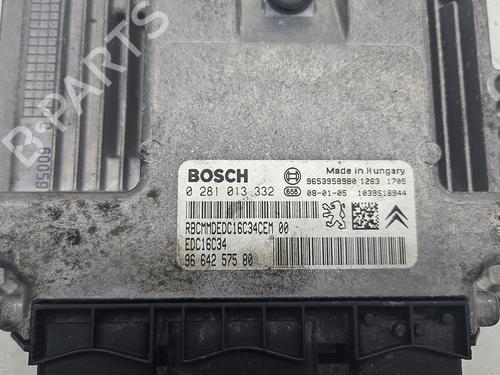 BOSCH
Made in Hungary
0 281 013 332
656
9653958980 1263 1705
08-01-05 1039S18944
RBCMMDEDC16C34CEM 00
EDC16C34
96 642 575 80
60059